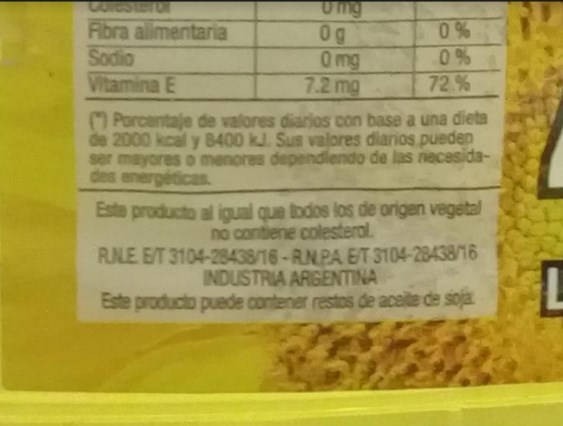 Colesterol 0 mg
Fibra alimentaria 0 g 0 %
Sodio 0 mg 0 %
Vitamina E 7.2 mg 72 %
(*) Porcentaje de valores diarios con base a una dieta
de 2000 kcal y 8400 kJ. Sus valores diarios pueden
ser mayores o menores dependiendo de las necesida-
des energéticas.
Este producto al igual que todos los de origen vegetal
no contiene colesterol.
R.N.E. E/T 3104-28438/16 - R.N.P.A. E/T 3104-28438/16
INDUSTRIA ARGENTINA
Este producto puede contener restos de aceite de soja.